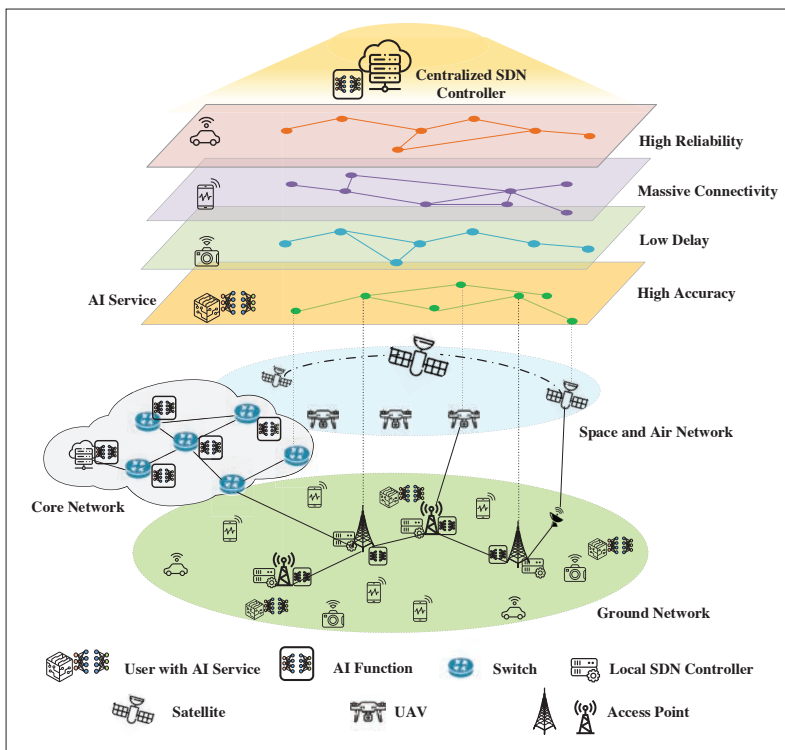 Centralized SDN
Controller
High Reliability
Massive Connectivity
Low Delay
AI Service
High Accuracy
Space and Air Network
Core Network
Ground Network
User with AI Service
AI Function
Switch
Local SDN Controller
Satellite
UAV
Access Point